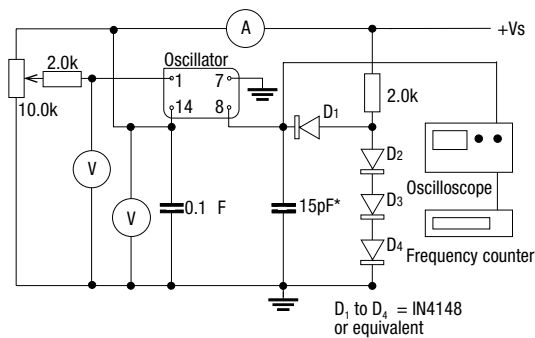 A
+Vs
2.0k
Oscillator
1
7
10.0k
14
8
D1
2.0k
D2
V
V
0.1 F
15pF*
D3
Oscilloscope
D4
Frequency counter
D1 to D4 = IN4148
or equivalent